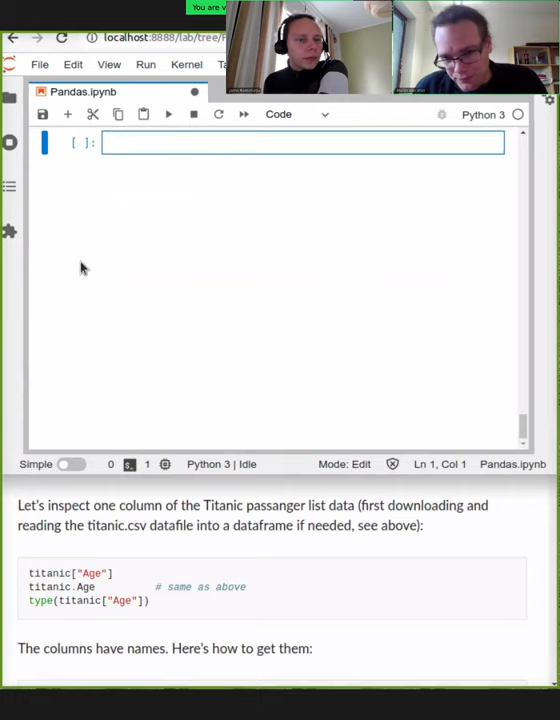 You are v
localhost:8888/lab/tree/
File Edit View Run Kernel
Pandas.ipynb
Code
Python 3
[ ]:
Simple 0 1 Python 3 | Idle Mode: Edit Ln 1, Col 1 Pandas.ipynb
Let's inspect one column of the Titanic passanger list data (first downloading and
reading the titanic.csv datafile into a dataframe if needed, see above):
titanic["Age"]
titanic.Age # same as above
type(titanic["Age"])
The columns have names. Here's how to get them: